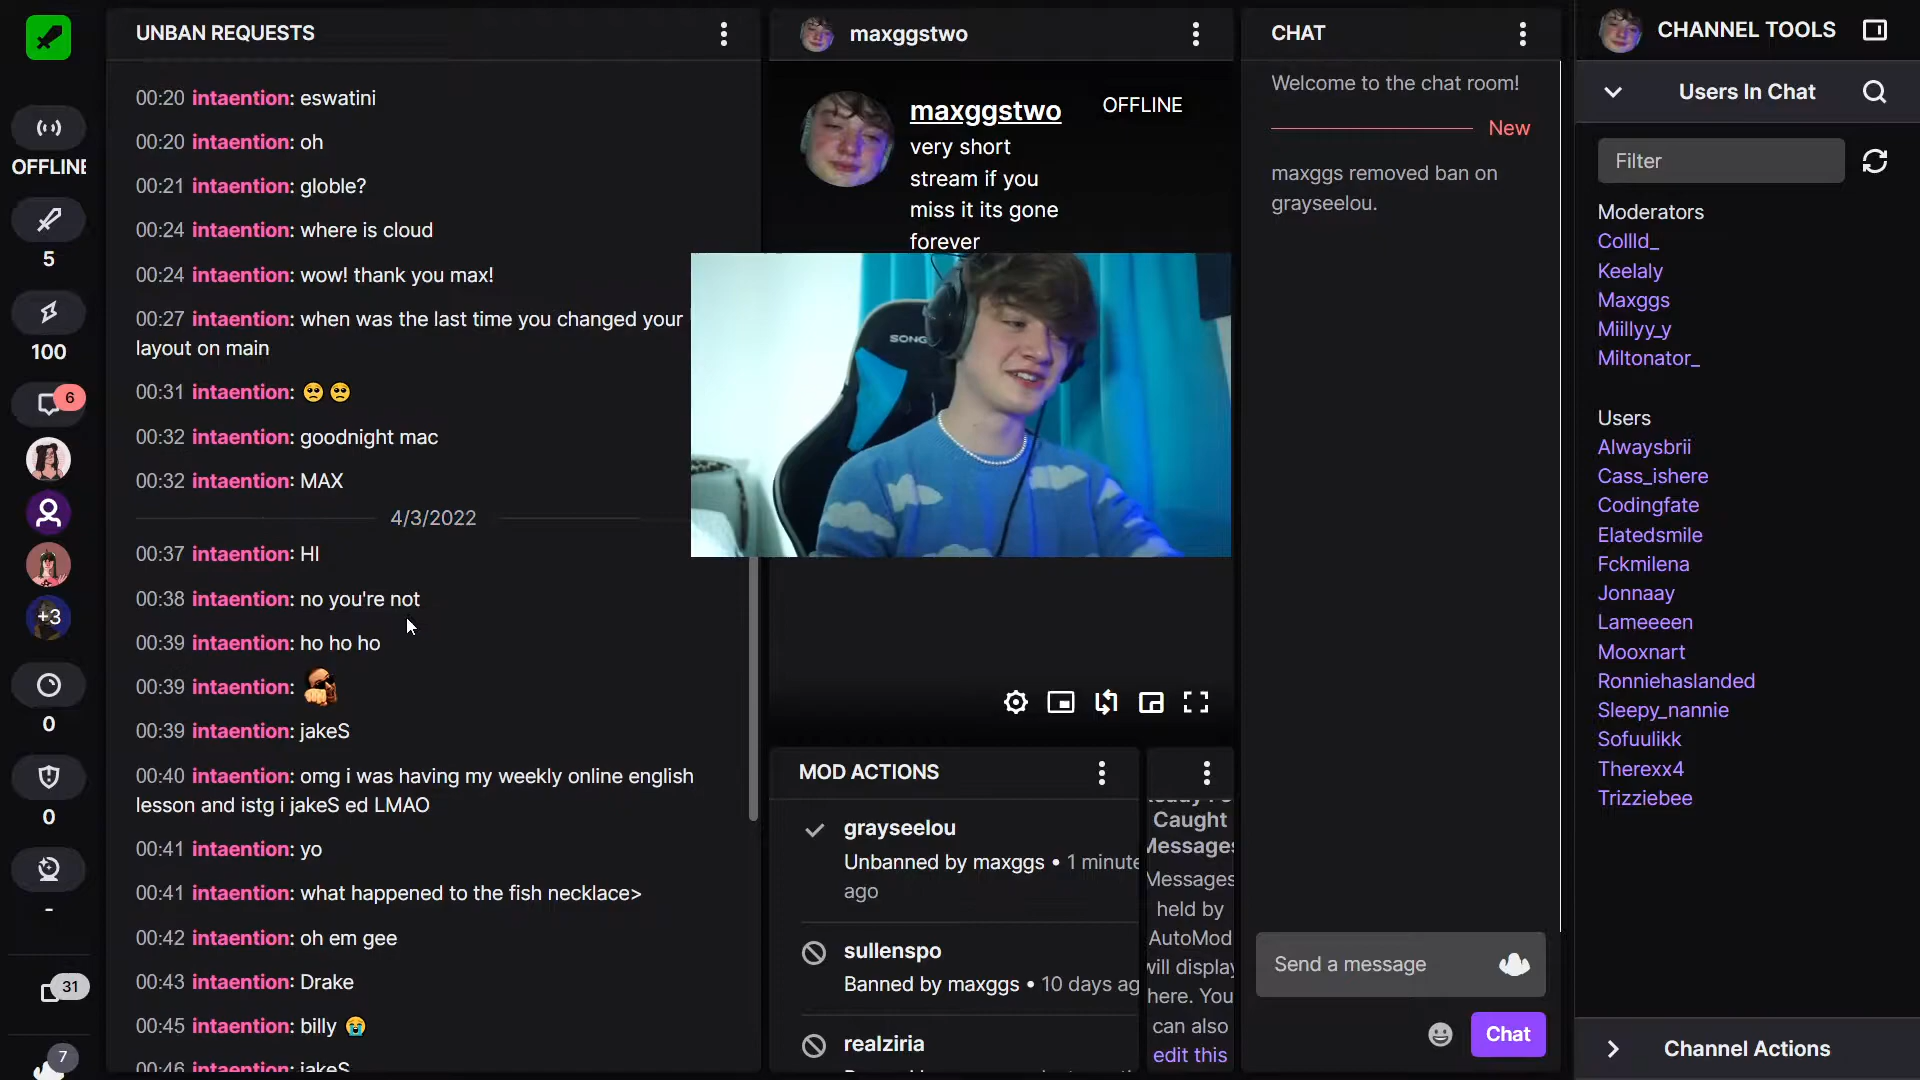 UNBAN REQUESTS
00:20 intaention: eswatini
00:20 intaention: oh
00:21 intaention: globle?
00:24 intaention: where is cloud
00:24 intaention: wow! thank you max!
00:27 intaention: when was the last time you changed your
layout on main
00:31 intaention: 🥺 🥺
00:32 intaention: goodnight mac
00:32 intaention: MAX
4/3/2022
00:37 intaention: HI
00:38 intaention: no you're not
00:39 intaention: ho ho ho
00:39 intaention:
00:39 intaention: jakeS
00:40 intaention: omg i was having my weekly online english
lesson and istg i jakeS ed LMAO
00:41 intaention: yo
00:41 intaention: what happened to the fish necklace>
00:42 intaention: oh em gee
00:43 intaention: Drake
00:45 intaention: billy 😭
00:46 intaention: jakeS
OFFLINE
5
100
6
+3
0
0
-
31
7
maxggstwo
maxggstwo
OFFLINE
very short
stream if you
miss it its gone
forever
SONG
MOD ACTIONS
grayseelou
Unbanned by maxggs • 1 minute
ago
sullenspo
Banned by maxggs • 10 days ag
realziria
Caught
Messages
Messages
held by
AutoMod
will display
here. You
can also
edit this
CHAT
Welcome to the chat room!
New
maxggs removed ban on
grayseelou.
Send a message
Chat
CHANNEL TOOLS
Users In Chat
Filter
Moderators
Collld_
Keelaly
Maxggs
Miillyy_y
Miltonator_
Users
Alwaysbrii
Cass_ishere
Codingfate
Elatedsmile
Fckmilena
Jonnaay
Lameeeen
Mooxnart
Ronniehaslanded
Sleepy_nannie
Sofuulikk
Therexx4
Trizziebee
Channel Actions